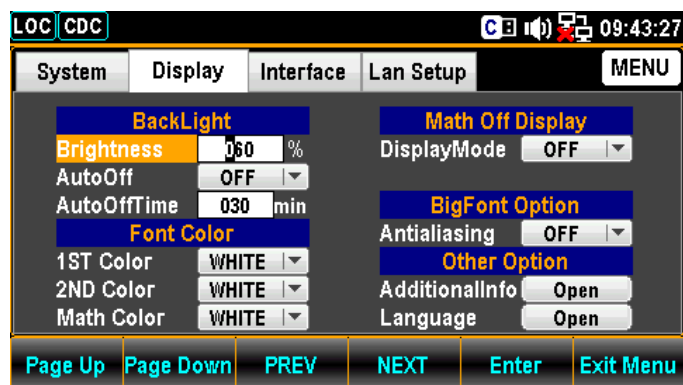 LOC CDC C 09:43:27
System Display Interface Lan Setup MENU
BackLight
Brightness 060 %
AutoOff OFF
AutoOffTime 030 min
Font Color
1ST Color WHITE
2ND Color WHITE
Math Color WHITE
Math Off Display
DisplayMode OFF
BigFont Option
Antialiasing OFF
Other Option
AdditionalInfo Open
Language Open
Page Up Page Down PREV NEXT Enter Exit Menu